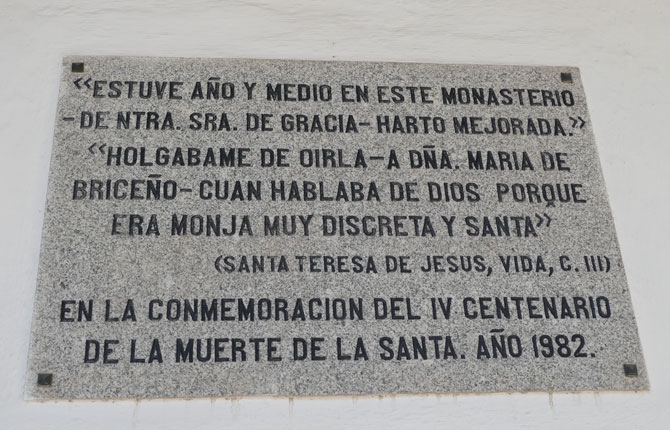 «ESTUVE AÑO Y MEDIO EN ESTE MONASTERIO
-DE NTRA. SRA. DE GRACIA- HARTO MEJORADA.»
«HOLGABAME DE OIRLA-A DÑA. MARIA DE
BRICEÑO-CUAN HABLABA DE DIOS PORQUE
ERA MONJA MUY DISCRETA Y SANTA»
(SANTA TERESA DE JESUS, VIDA, C. III)
EN LA CONMEMORACION DEL IV CENTENARIO
DE LA MUERTE DE LA SANTA. AÑO 1982.